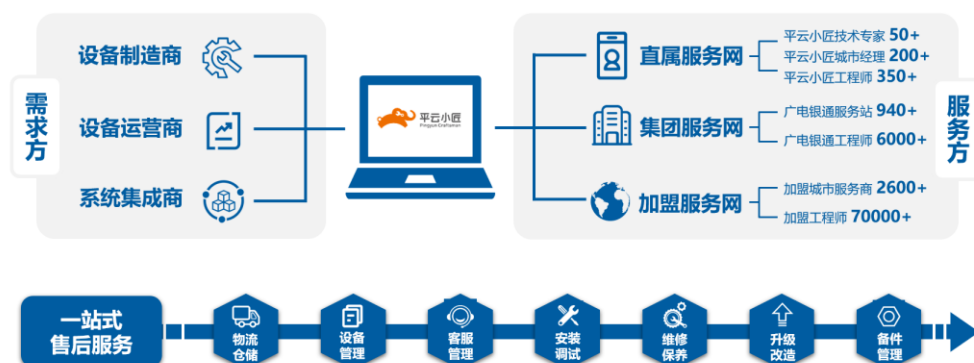 需求方
设备制造商
设备运营商
系统集成商
平云小匠
Pingyun Craftsman
直属服务网
平云小匠技术专家 50+
平云小匠城市经理 200+
平云小匠工程师 350+
集团服务网
广电银通服务站 940+
广电银通工程师 6000+
加盟服务网
加盟城市服务商 2600+
加盟工程师 70000+
服务方
一站式
售后服务
物流
仓储
设备
管理
客服
管理
安装
调试
维修
保养
升级
改造
备件
管理